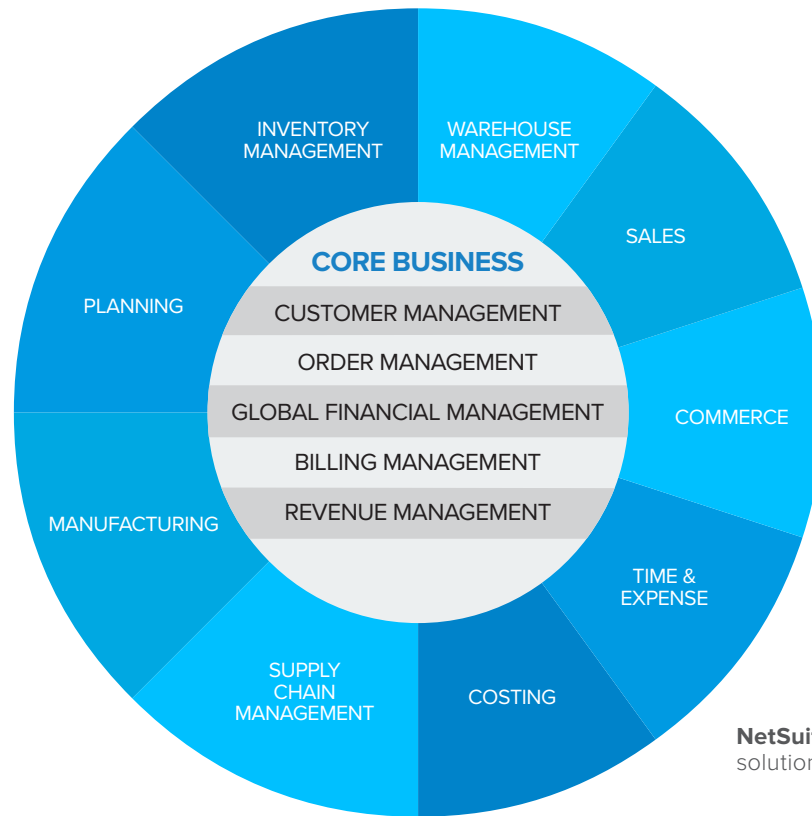 INVENTORY
MANAGEMENT
WAREHOUSE
MANAGEMENT
SALES
COMMERCE
TIME &
EXPENSE
COSTING
SUPPLY
CHAIN
MANAGEMENT
MANUFACTURING
PLANNING
CORE BUSINESS
CUSTOMER MANAGEMENT
ORDER MANAGEMENT
GLOBAL FINANCIAL MANAGEMENT
BILLING MANAGEMENT
REVENUE MANAGEMENT